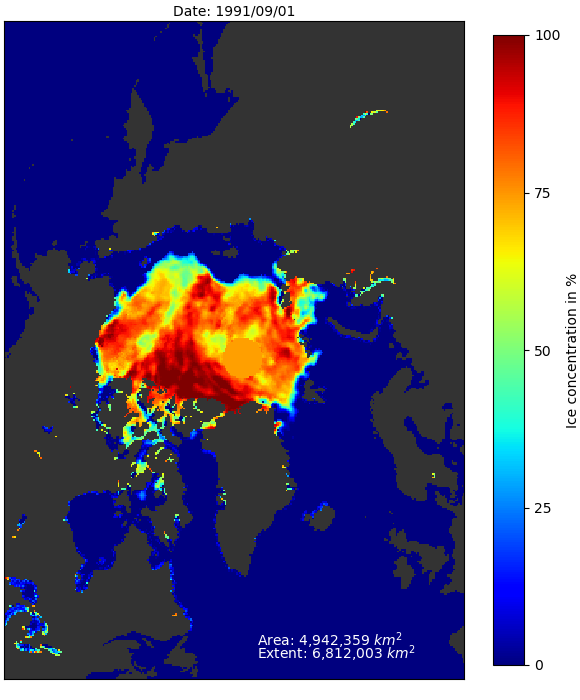 Date: 1991/09/01
100
75
50
25
0
Ice concentration in %
Area: 4,942,359 km²
Extent: 6,812,003 km²